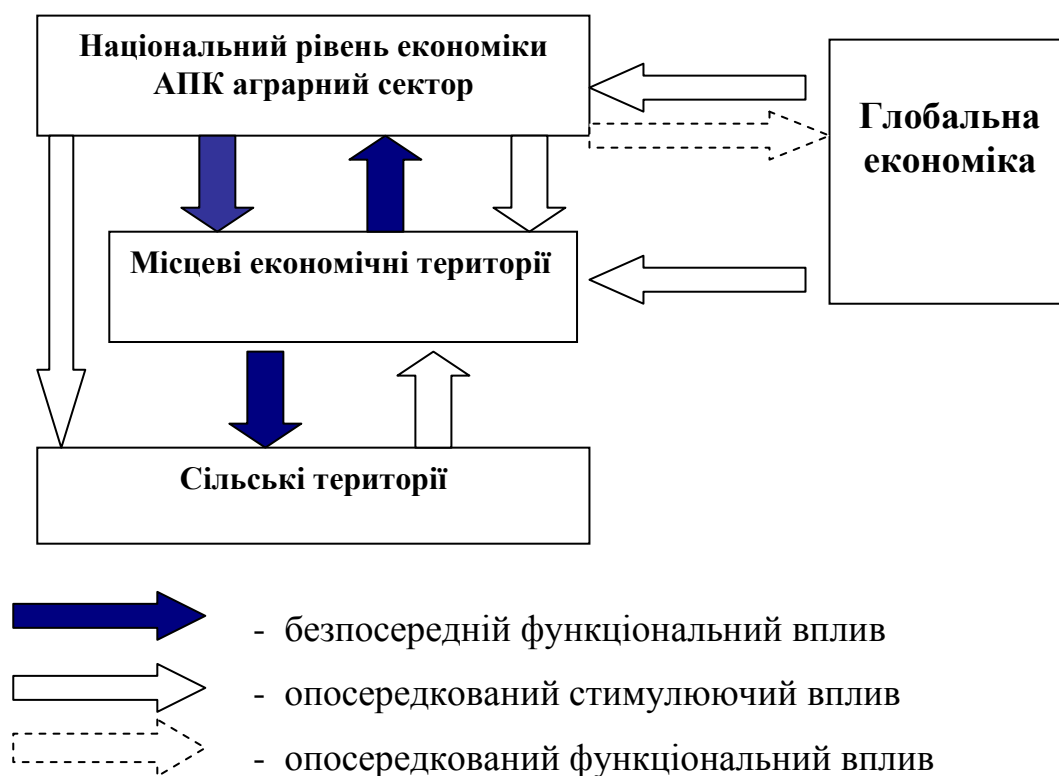 Національний рівень економіки
АПК аграрний сектор
Глобальна
економіка
Місцеві економічні території
Сільські території
- безпосередній функціональний вплив
- опосередкований стимулюючий вплив
- опосередкований функціональний вплив